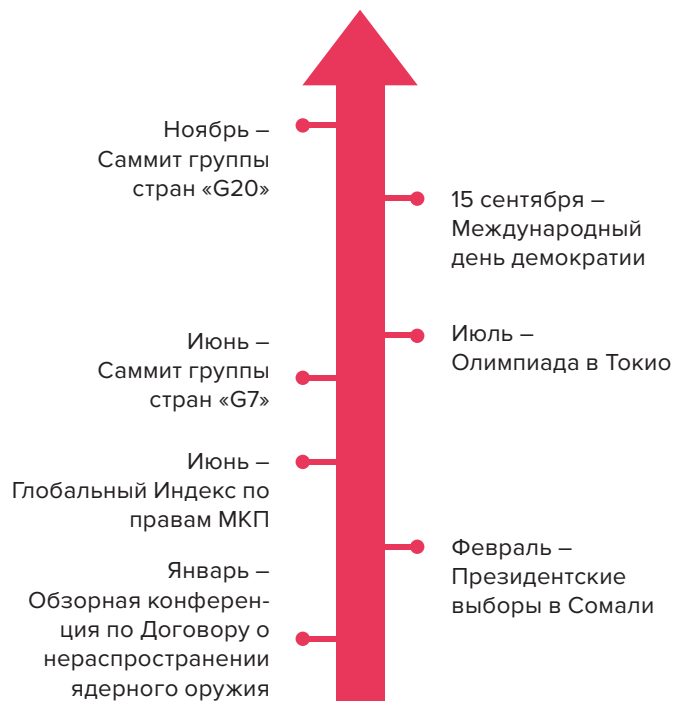 Ноябрь –
Саммит группы
стран «G20»
15 сентября –
Международный
день демократии
Июнь –
Саммит группы
стран «G7»
Июль –
Олимпиада в Токио
Июнь –
Глобальный Индекс по
правам МКП
Февраль –
Президентские
выборы в Сомали
Январь –
Обзорная конферен-
ция по Договору о
нераспространении
ядерного оружия